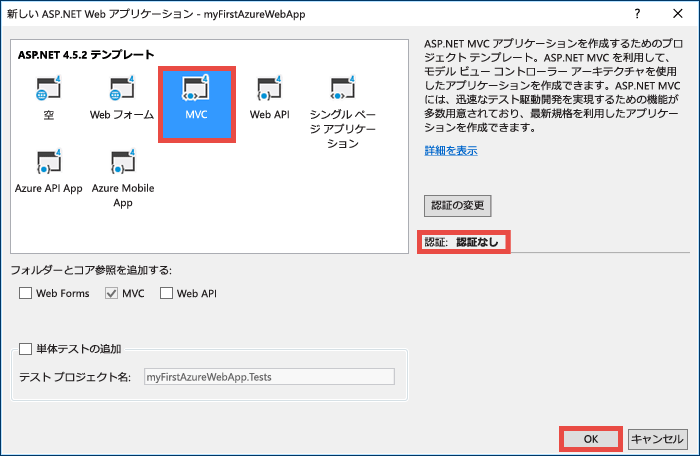 新しい ASP.NET Web アプリケーション - myFirstAzureWebApp
?
ASP.NET 4.5.2 テンプレート
空
Web フォーム
MVC
Web API
シングル ペー
ジ アプリケー
ション
Azure API App
Azure Mobile
App
ASP.NET MVC アプリケーションを作成するためのプロ
ジェクト テンプレート。ASP.NET MVC を利用して、
モデル ビュー コントローラー アーキテクチャを使用
したアプリケーションを作成できます。ASP.NET MVC
には、迅速なテスト駆動開発を実現するための機能が
多数用意されており、最新規格を利用したアプリケー
ションを作成できます。
詳細を表示
認証の変更
認証: 認証なし
フォルダーとコア参照を追加する:
Web Forms
MVC
Web API
単体テストの追加
テスト プロジェクト名:
myFirstAzureWebApp.Tests
OK
キャンセル